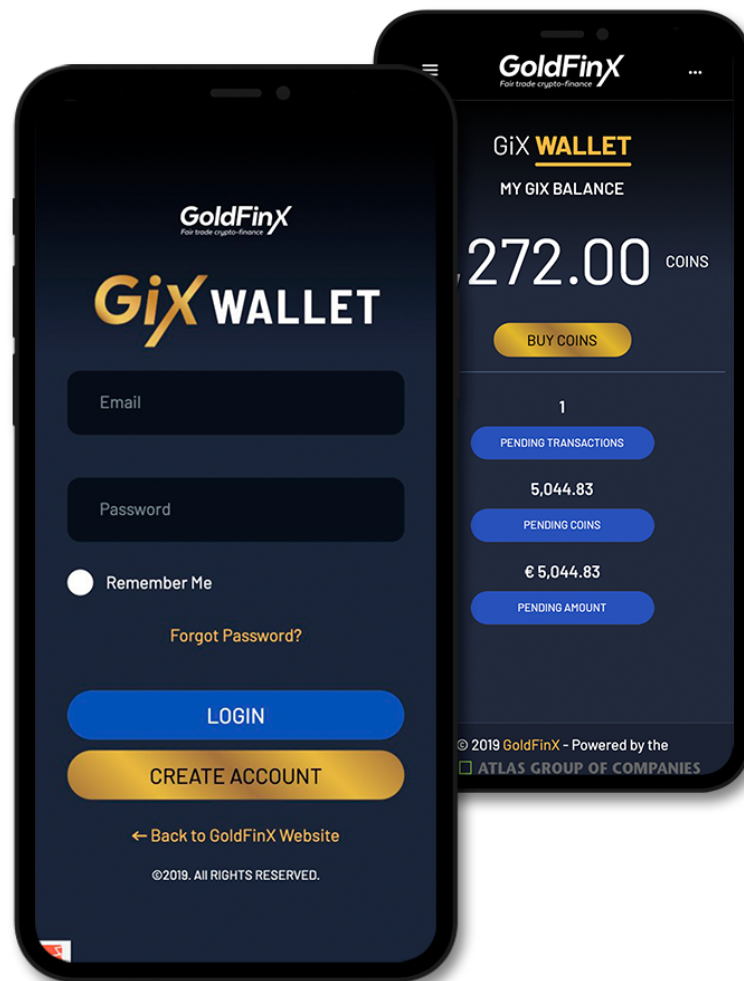 GoldFinX
Fair trade crypto-finance
GiX WALLET
Email
Password
Remember Me
Forgot Password?
LOGIN
CREATE ACCOUNT
← Back to GoldFinX Website
©2019. All RIGHTS RESERVED.
GoldFinX
Fair trade crypto-finance
GiX WALLET
MY GIX BALANCE
,272.00 COINS
BUY COINS
1
PENDING TRANSACTIONS
5,044.83
PENDING COINS
€ 5,044.83
PENDING AMOUNT
© 2019 GoldFinX - Powered by the
ATLAS GROUP OF COMPANIES